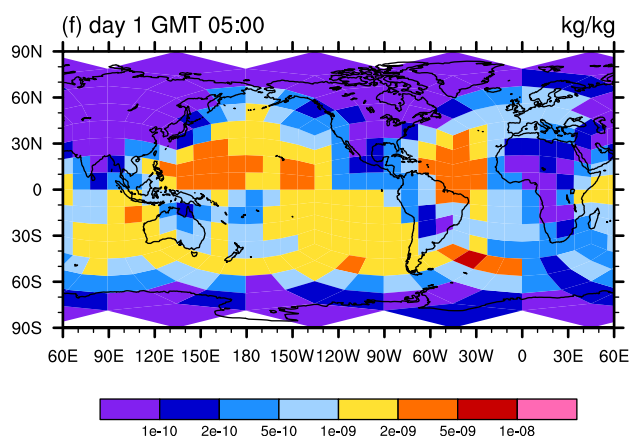 (f) day 1 GMT 05:00 kg/kg
90N
60N
30N
0
30S
60S
90S
60E 90E 120E 150E 180 150W 120W 90W 60W 30W 0 30E 60E
1e-10 2e-10 5e-10 1e-09 2e-09 5e-09 1e-08